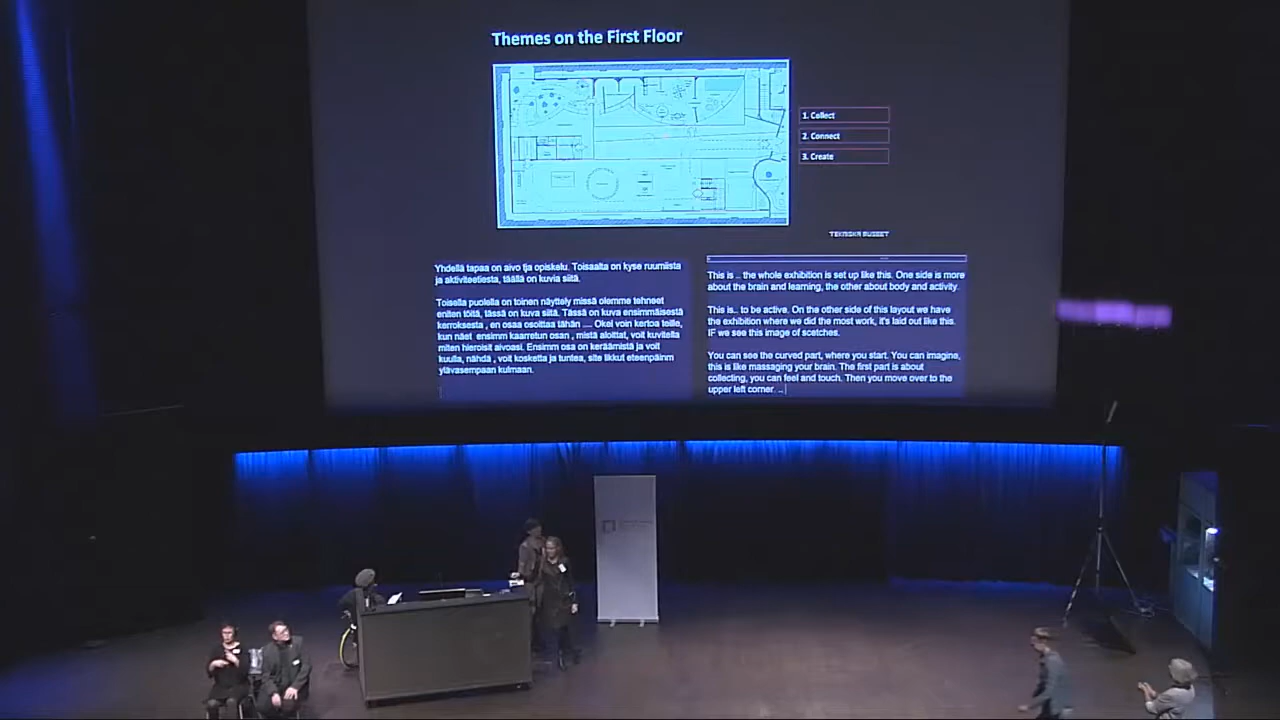 Themes on the First Floor
1. Collect
2. Connect
3. Create
TEKNISKA MUSEET
Yhdellä tapaa on aivo tja opiskelu. Toisaalta on kyse ruumiista
ja aktiviteetiesta, täällä on kuvia siitä.
Toisella puolella on toinen näyttely missä olemme tehneet
eniten töitä, tässä on kuva siitä. Tässä on kuva ensimmäisestä
kerroksesta , en osaa osoittaa tähän .... Okei voin kertoa teille,
kun näet ensimm kaarretun osan , mistä aloittat, voit kuvitella
miten hieroisit aivoasi. Ensimm osa on keräämistä ja voit
kuulla, nähdä , voit kosketta ja tuntea, site likkut eteenpäinm
ylävasempaan kulmaan.
This is .. the whole exhibition is set up like this. One side is more
about the brain and learning, the other about body and activity.
This is.. to be active. On the other side of this layout we have
the exhibition where we did the most work, it's laid out like this.
IF we see this image of scetches.
You can see the curved part, where you start. You can imagine,
this is like massaging your brain. The first part is about
collecting, you can feel and touch. Then you move over to the
upper left corner. ..